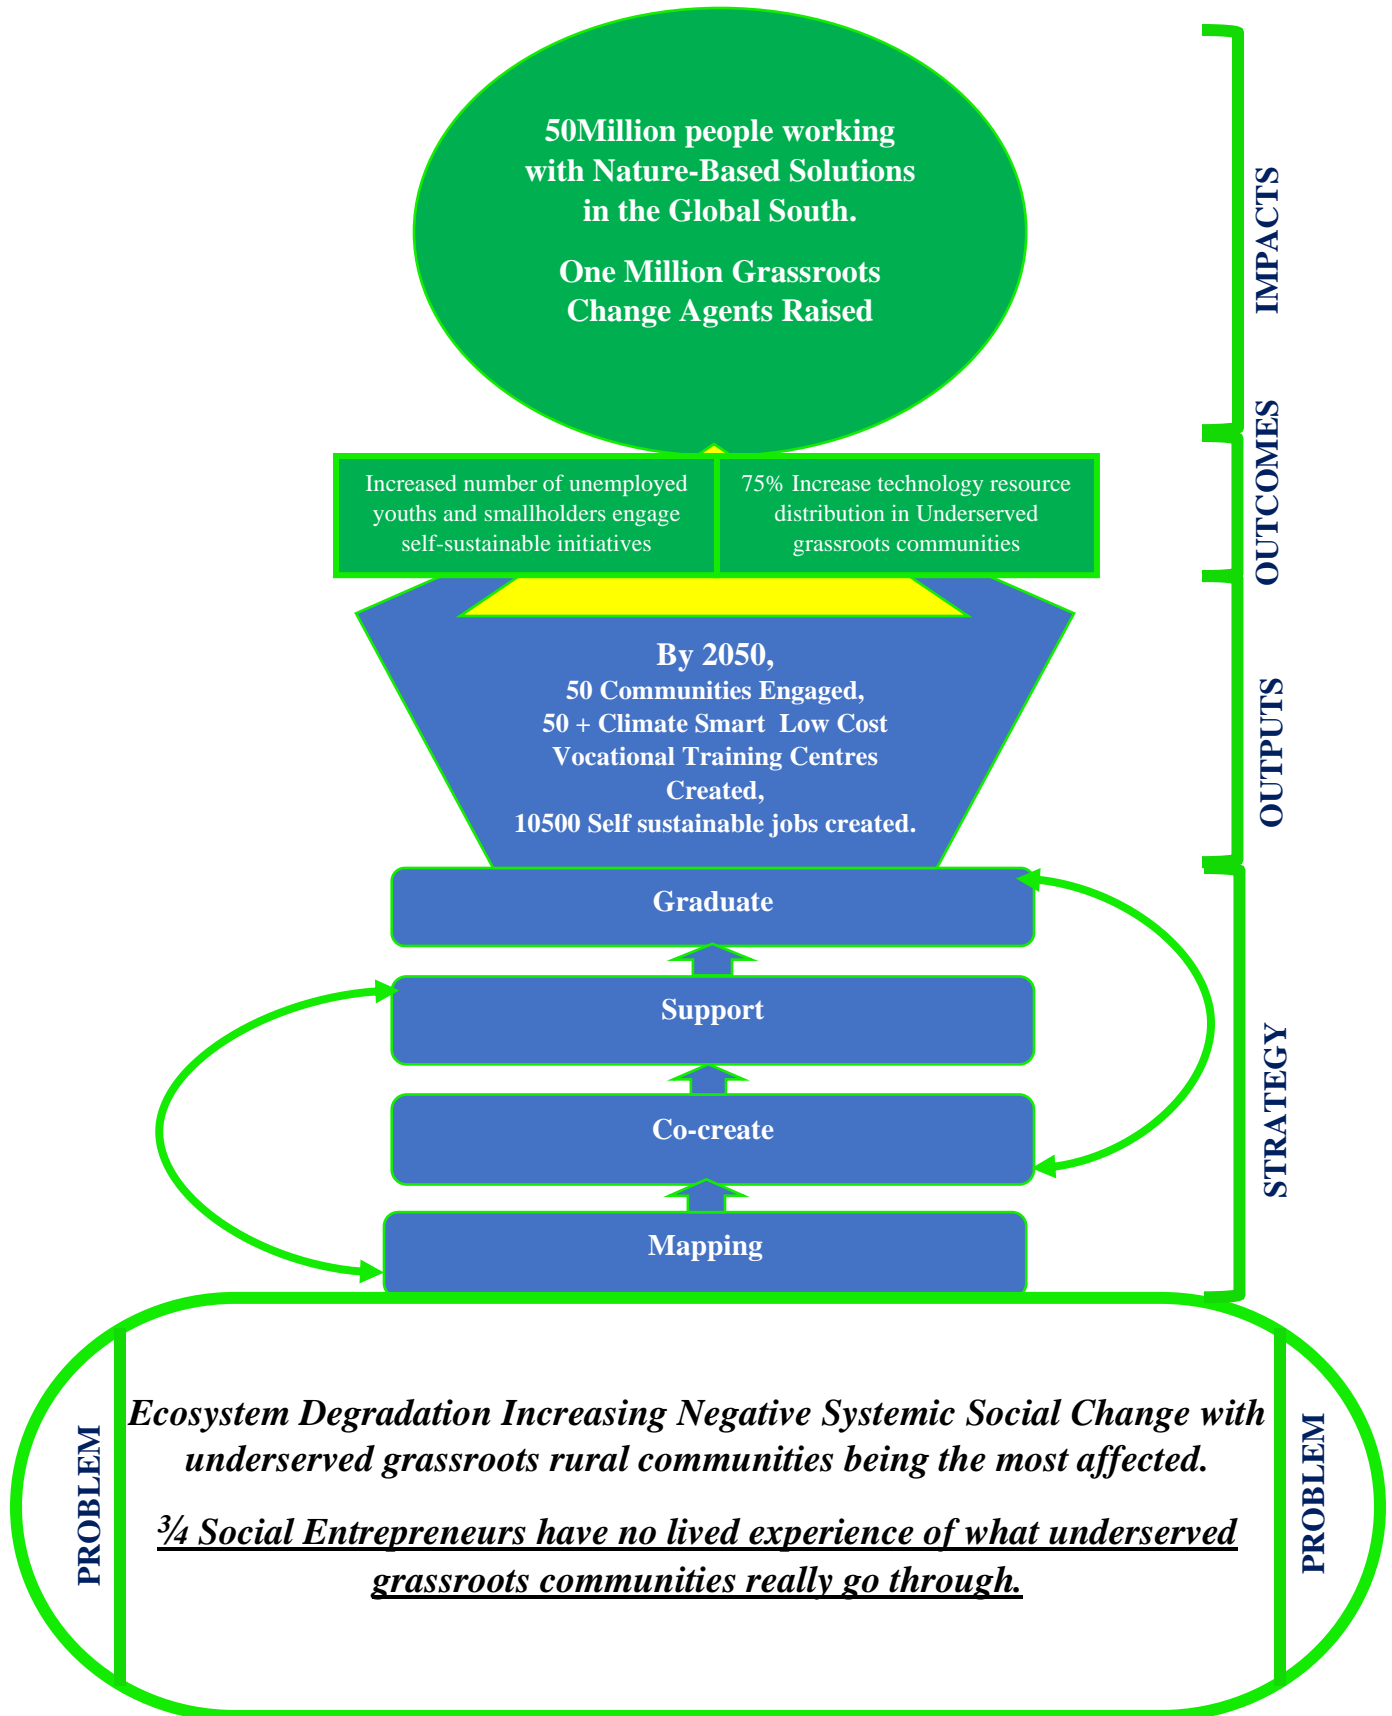 50Million people working
with Nature-Based Solutions
in the Global South.
One Million Grassroots
Change Agents Raised
IMPACTS
Increased number of unemployed
youths and smallholders engage
self-sustainable initiatives
75% Increase technology resource
distribution in Underserved
grassroots communities
OUTCOMES
By 2050,
50 Communities Engaged,
50 + Climate Smart Low Cost
Vocational Training Centres
Created,
10500 Self sustainable jobs created.
OUTPUTS
Graduate
Support
Co-create
Mapping
STRATEGY
PROBLEM
Ecosystem Degradation Increasing Negative Systemic Social Change with
underserved grassroots rural communities being the most affected.
¾ Social Entrepreneurs have no lived experience of what underserved
grassroots communities really go through.
PROBLEM